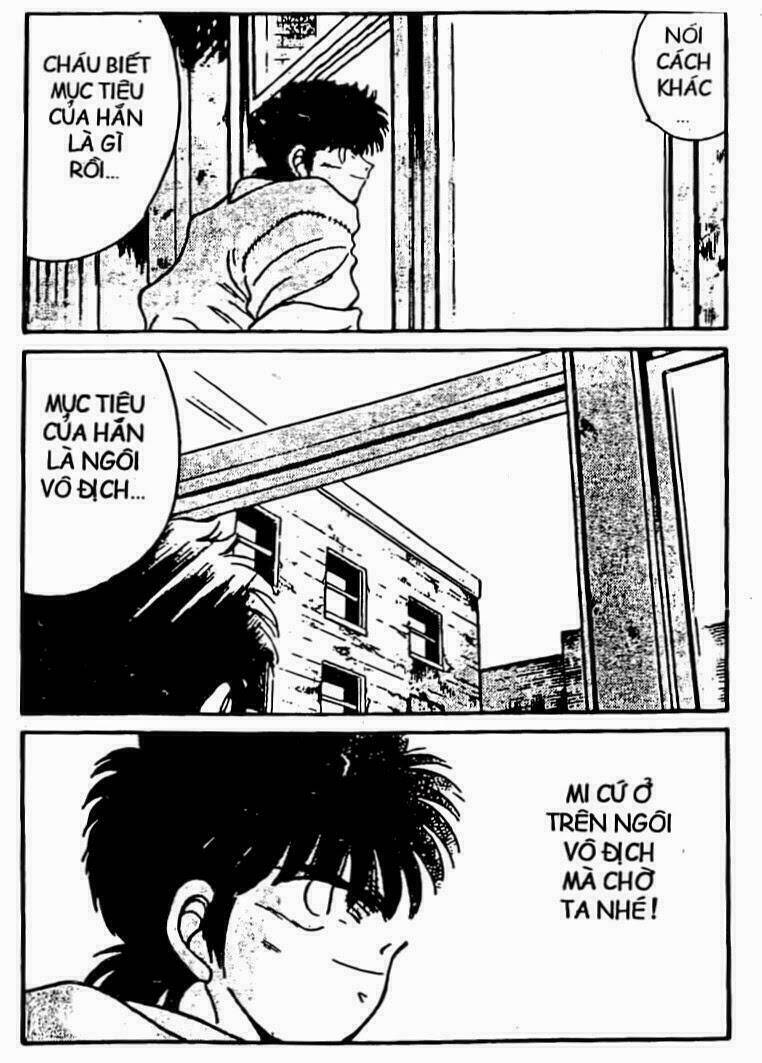 NÓI
CÁCH
KHÁC
...
CHÁU BIẾT
MỤC TIÊU
CỦA HẮN
LÀ GÌ
RỒI...
MỤC TIÊU
CỦA HẮN
LÀ NGÔI
VÔ ĐỊCH...
MI CỨ Ở
TRÊN NGÔI
VÔ ĐỊCH
MÀ CHỜ
TA NHÉ!